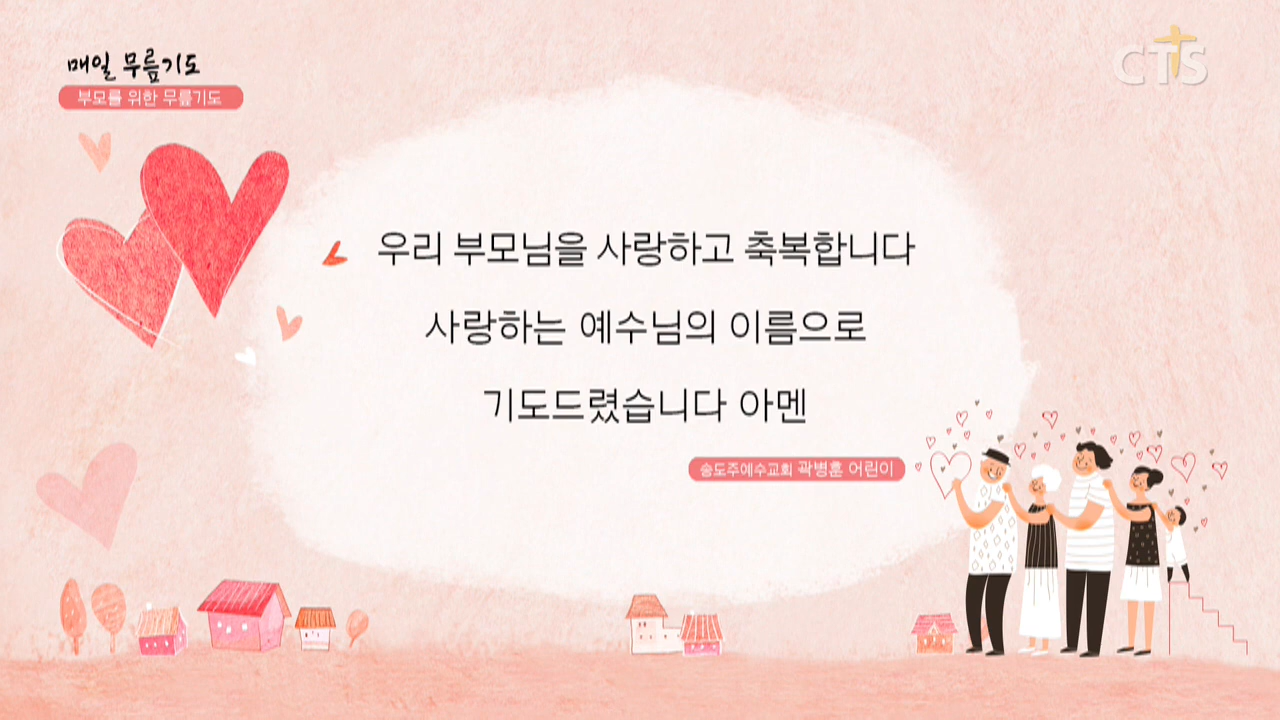 매일 무릎기도
부모를 위한 무릎기도
CTS
우리 부모님을 사랑하고 축복합니다
사랑하는 예수님의 이름으로
기도드렸습니다 아멘
송도주예수교회 곽병훈 어린이